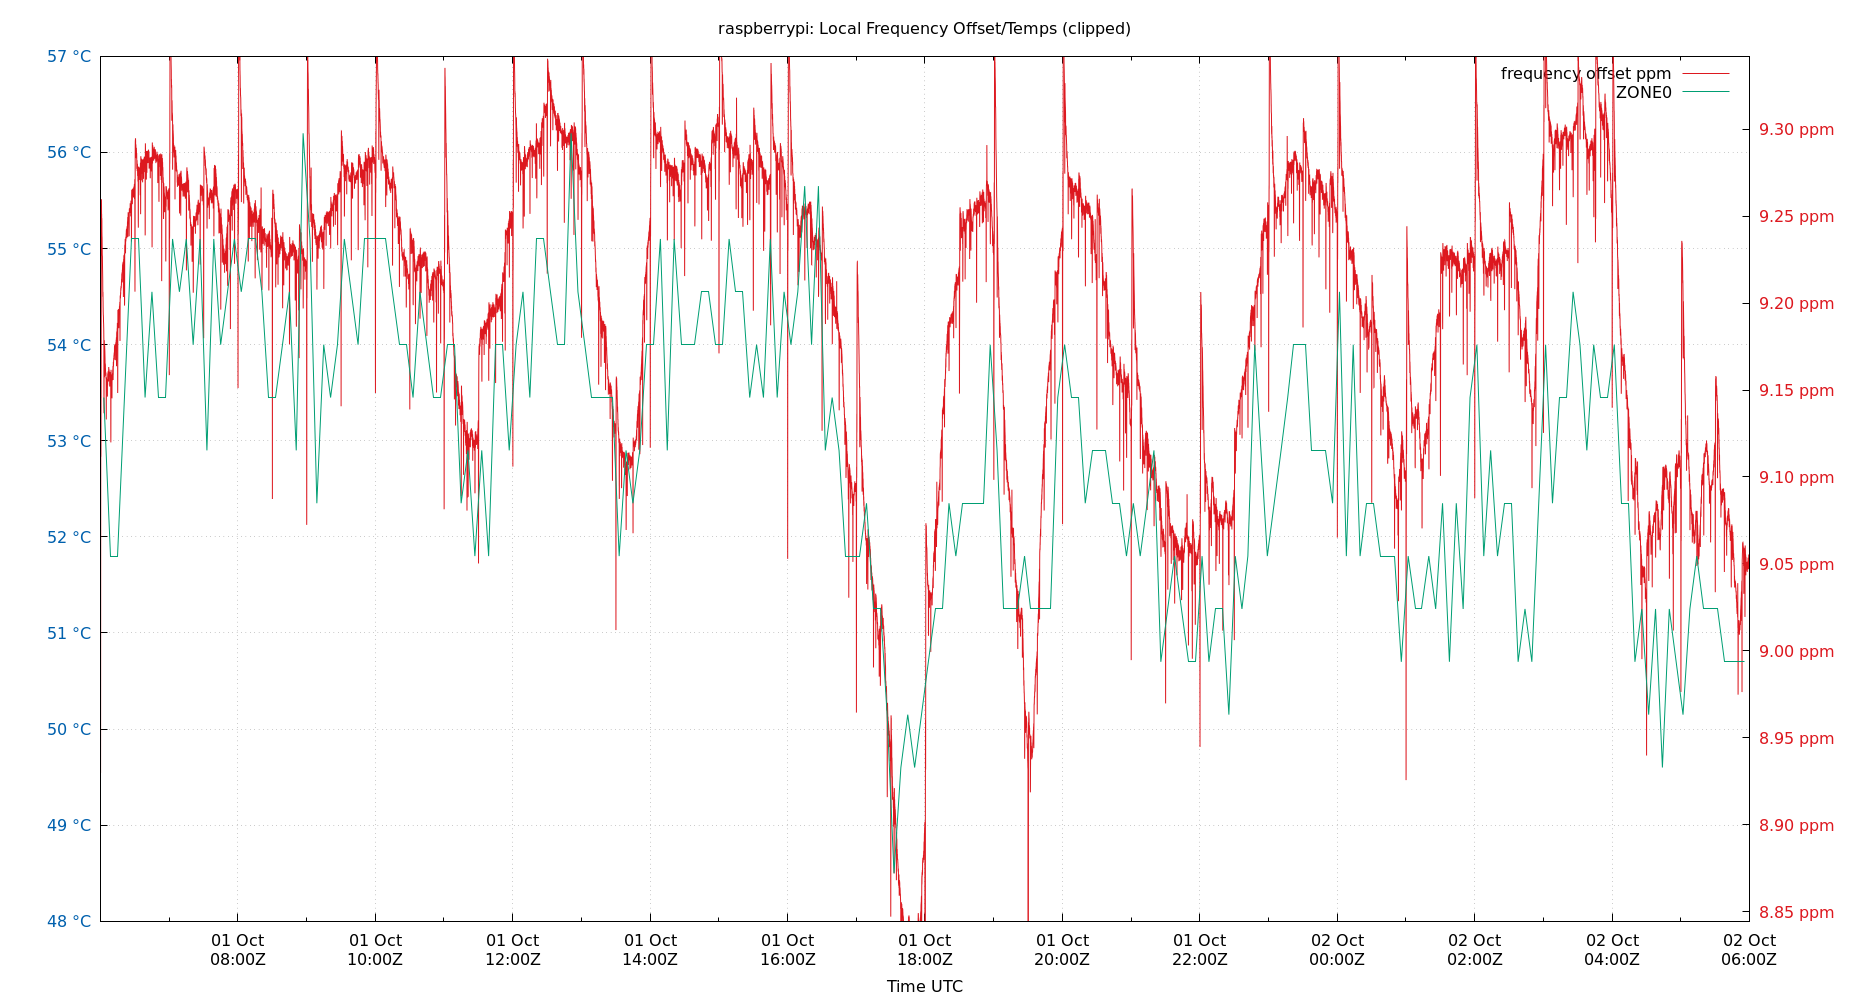 raspberrypi: Local Frequency Offset/Temps (clipped)
frequency offset ppm
ZONE0
57 °C
56 °C
55 °C
54 °C
53 °C
52 °C
51 °C
50 °C
49 °C
48 °C
9.30 ppm
9.25 ppm
9.20 ppm
9.15 ppm
9.10 ppm
9.05 ppm
9.00 ppm
8.95 ppm
8.90 ppm
8.85 ppm
01 Oct 01 Oct 01 Oct 01 Oct 01 Oct 01 Oct 01 Oct 01 Oct 02 Oct 02 Oct 02 Oct 02 Oct
08:00Z 10:00Z 12:00Z 14:00Z 16:00Z 18:00Z 20:00Z 22:00Z 00:00Z 02:00Z 04:00Z 06:00Z
Time UTC